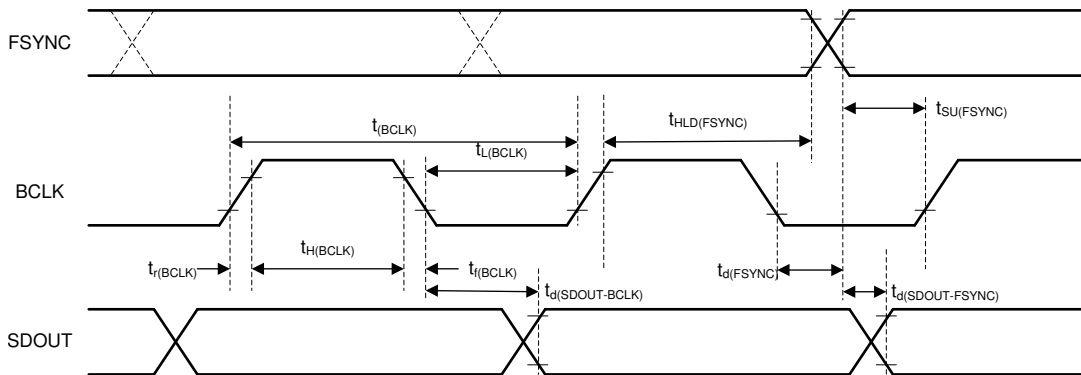 FSYNC
t(BCLK)
tHLD(FSYNC)
tSU(FSYNC)
tL(BCLK)
BCLK
tr(BCLK)
tH(BCLK)
tf(BCLK)
td(FSYNC)
td(SDOUT-BCLK)
td(SDOUT-FSYNC)
SDOUT